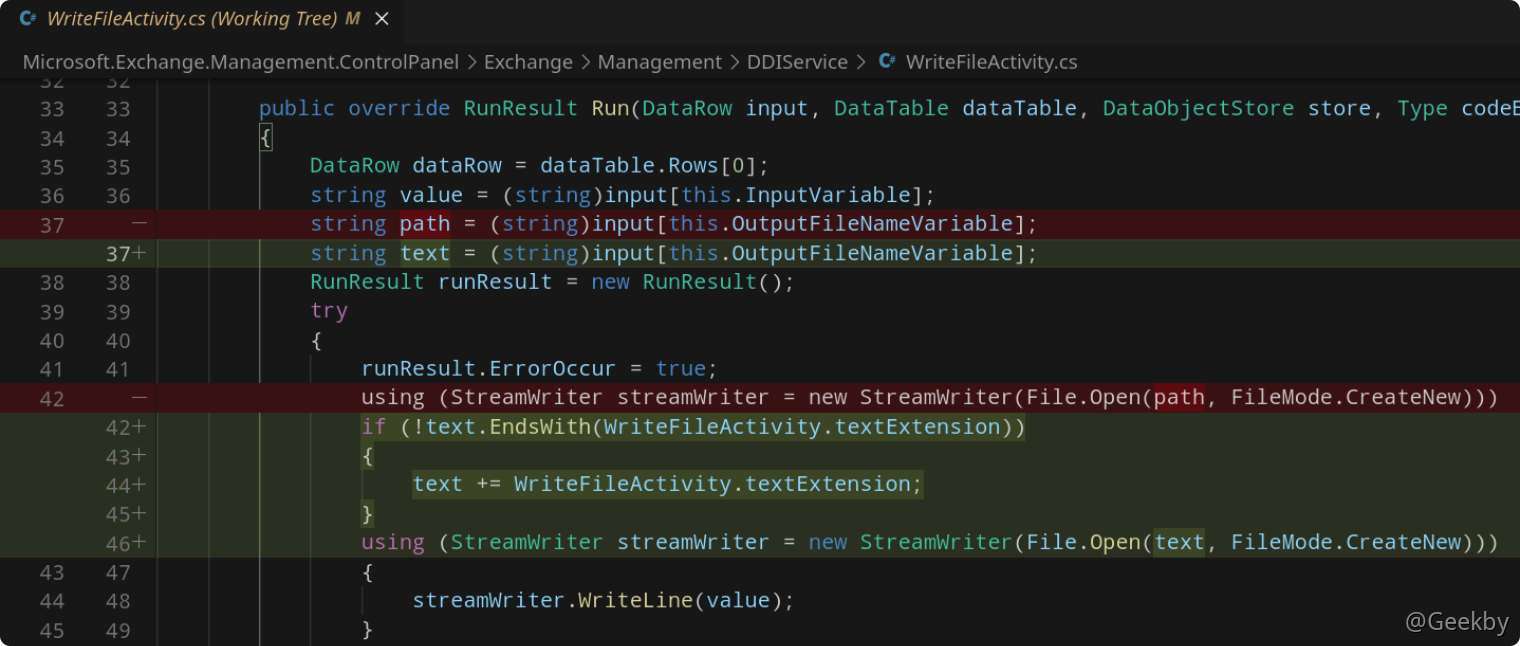 C# WriteFileActivity.cs (Working Tree) M ×
Microsoft.Exchange.Management.ControlPanel > Exchange > Management > DDIService > C# WriteFileActivity.cs
32 32
33 33 public override RunResult Run(DataRow input, DataTable dataTable, DataObjectStore store, Type codeB
34 34 {
35 35 DataRow dataRow = dataTable.Rows[0];
36 36 string value = (string)input[this.InputVariable];
37 — string path = (string)input[this.OutputFileNameVariable];
37+ string text = (string)input[this.OutputFileNameVariable];
38 38 RunResult runResult = new RunResult();
39 39 try
40 40 {
41 41 runResult.ErrorOccur = true;
42 — using (StreamWriter streamWriter = new StreamWriter(File.Open(path, FileMode.CreateNew)))
42+ if (!text.EndsWith(WriteFileActivity.textExtension))
43+ {
44+ text += WriteFileActivity.textExtension;
45+ }
46+ using (StreamWriter streamWriter = new StreamWriter(File.Open(text, FileMode.CreateNew)))
43 47 {
44 48 streamWriter.WriteLine(value);
45 49 }
@Geekby